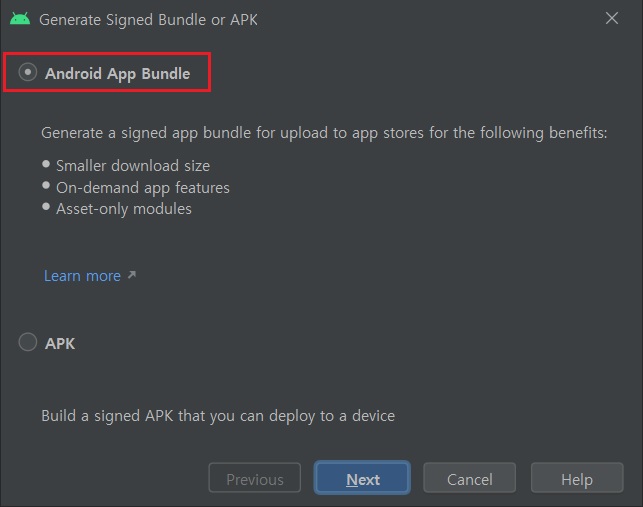 Generate Signed Bundle or APK
Android App Bundle
Generate a signed app bundle for upload to app stores for the following benefits:
Smaller download size
On-demand app features
Asset-only modules
Learn more
APK
Build a signed APK that you can deploy to a device
Previous
Next
Cancel
Help